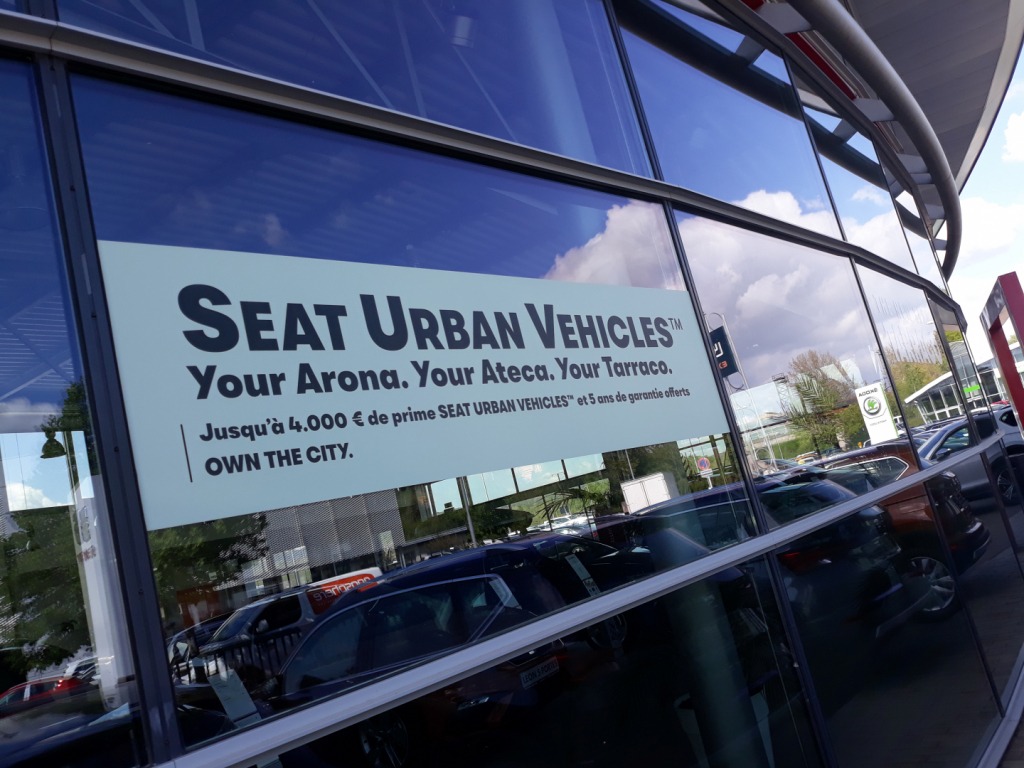 SEAT URBAN VEHICLES™
Your Arona. Your Ateca. Your Tarraco.
Jusqu'à 4.000 € de prime SEAT URBAN VEHICLES™ et 5 ans de garantie offerts
OWN THE CITY.